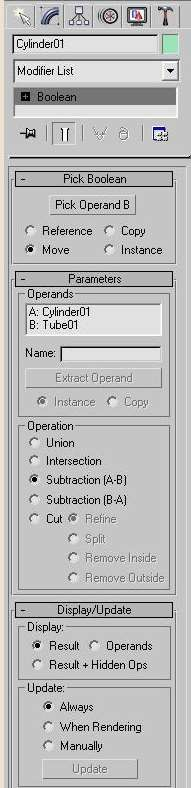 Cylinder01
Modifier List
Boolean
Pick Boolean
Pick Operand B
Reference Copy
Move Instance
Parameters
Operands
A: Cylinder01
B: Tube01
Name:
Extract Operand
Instance Copy
Operation
Union
Intersection
Subtraction (A-B)
Subtraction (B-A)
Cut Refine
Split
Remove Inside
Remove Outside
Display/Update
Display:
Result Operands
Result + Hidden Ops
Update:
Always
When Rendering
Manually
Update